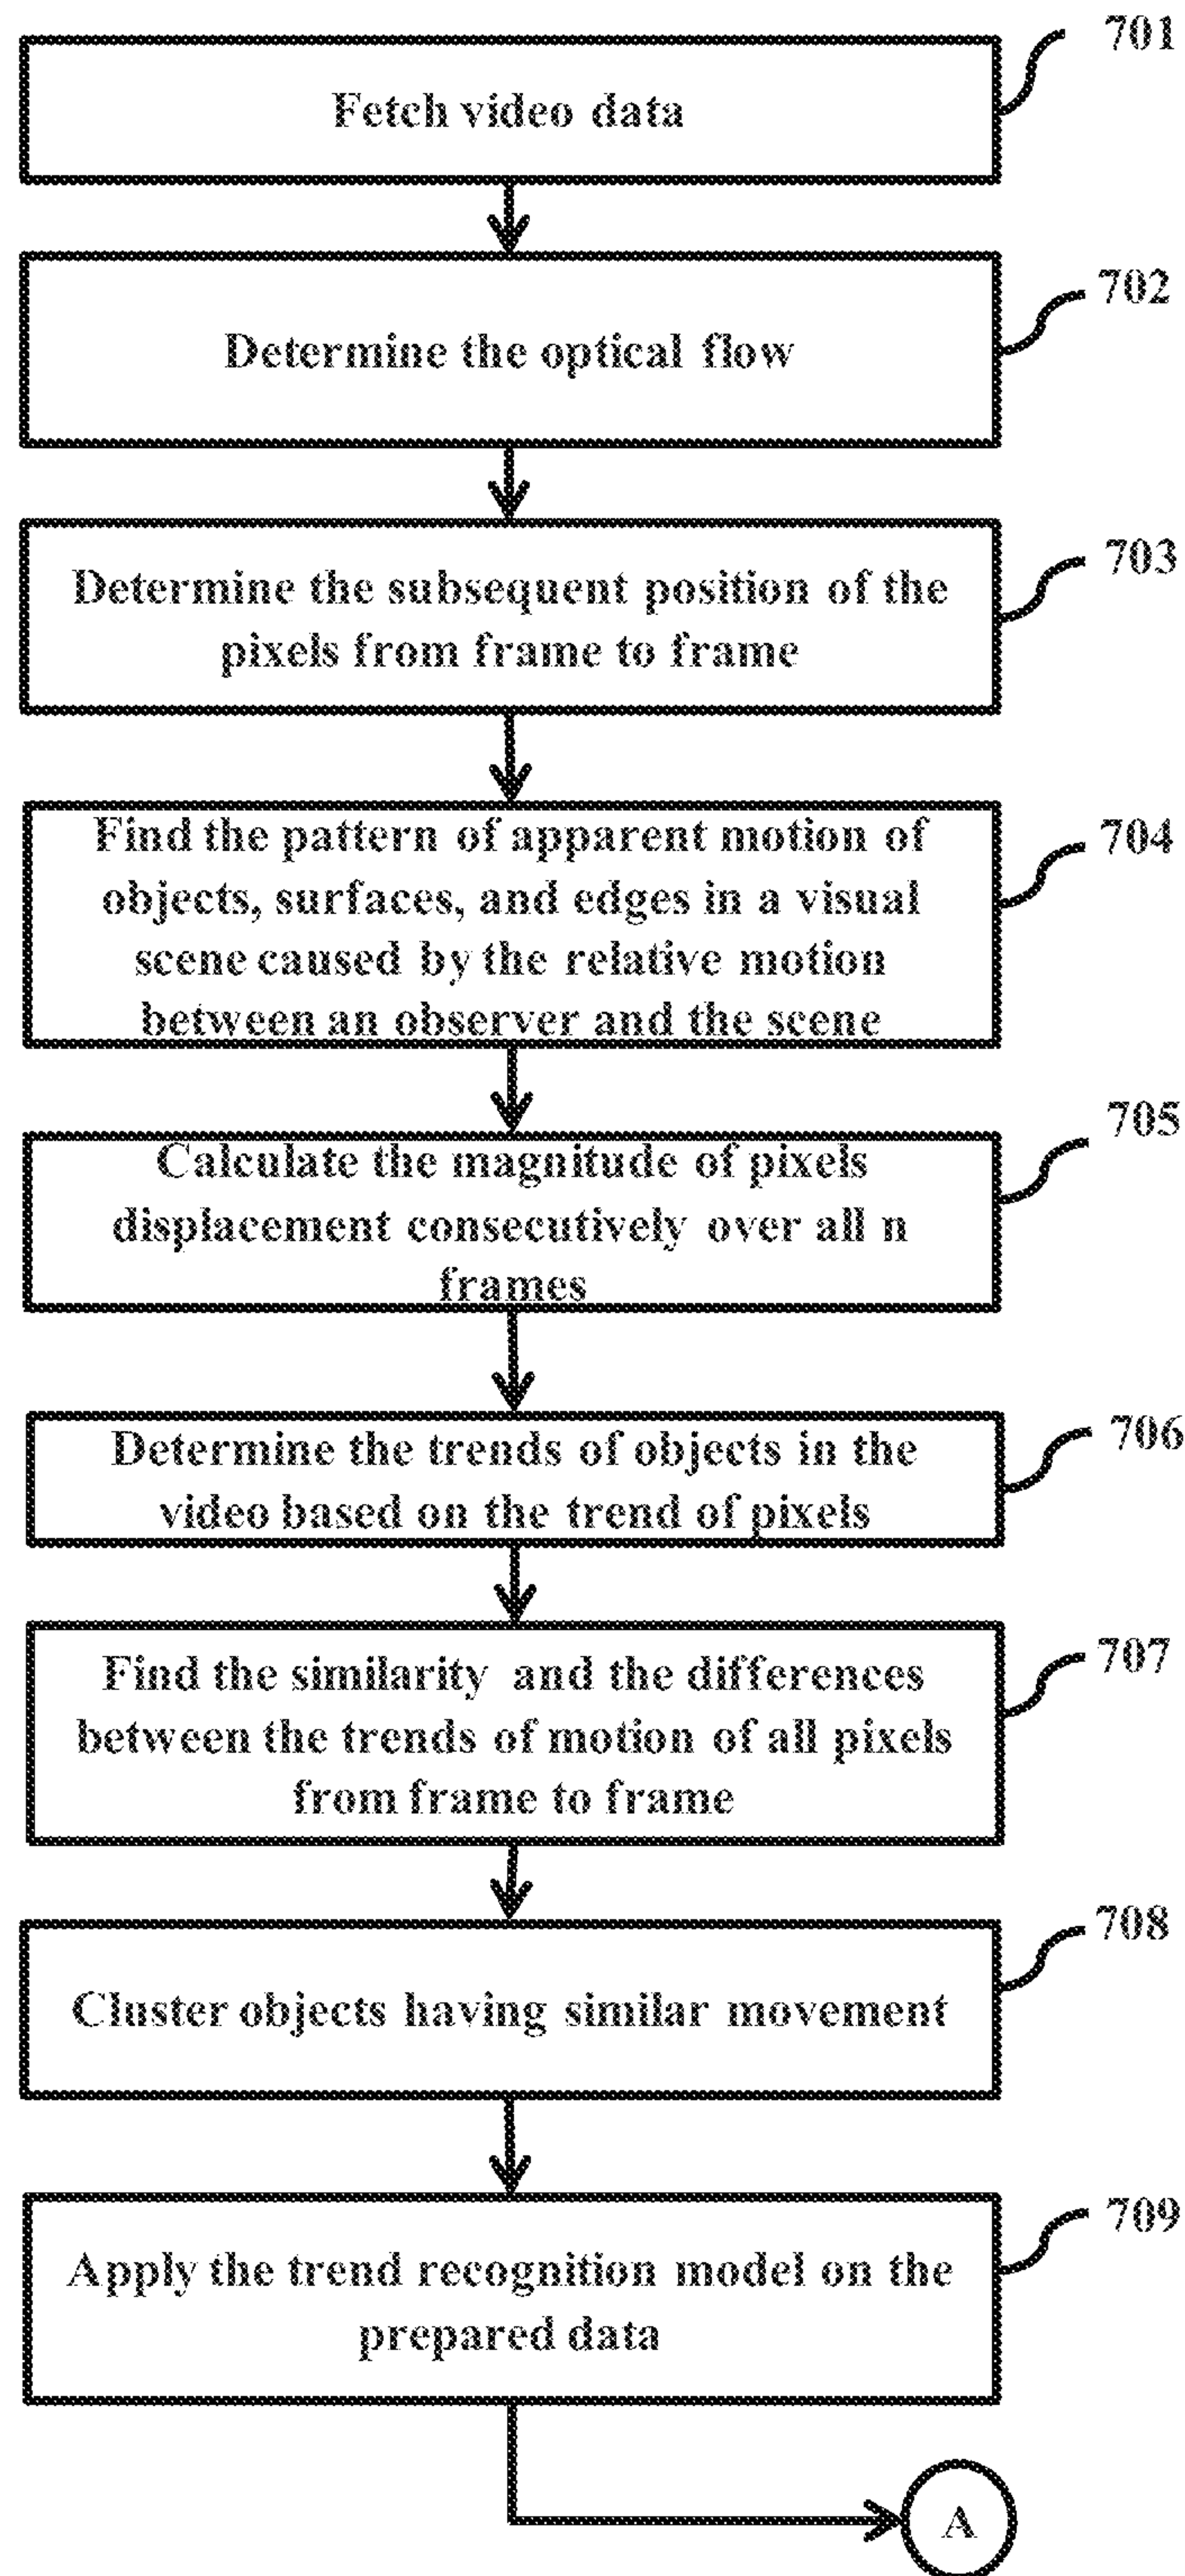 701
Fetch video data
702
Determine the optical flow
703
Determine the subsequent position of the
pixels from frame to frame
704
Find the pattern of apparent motion of
objects, surfaces, and edges in a visual
scene caused by the relative motion
between an observer and the scene
705
Calculate the magnitude of pixels
displacement consecutively over all n
frames
706
Determine the trends of objects in the
video based on the trend of pixels
707
Find the similarity and the differences
between the trends of motion of all pixels
from frame to frame
708
Cluster objects having similar movement
709
Apply the trend recognition model on the
prepared data
A